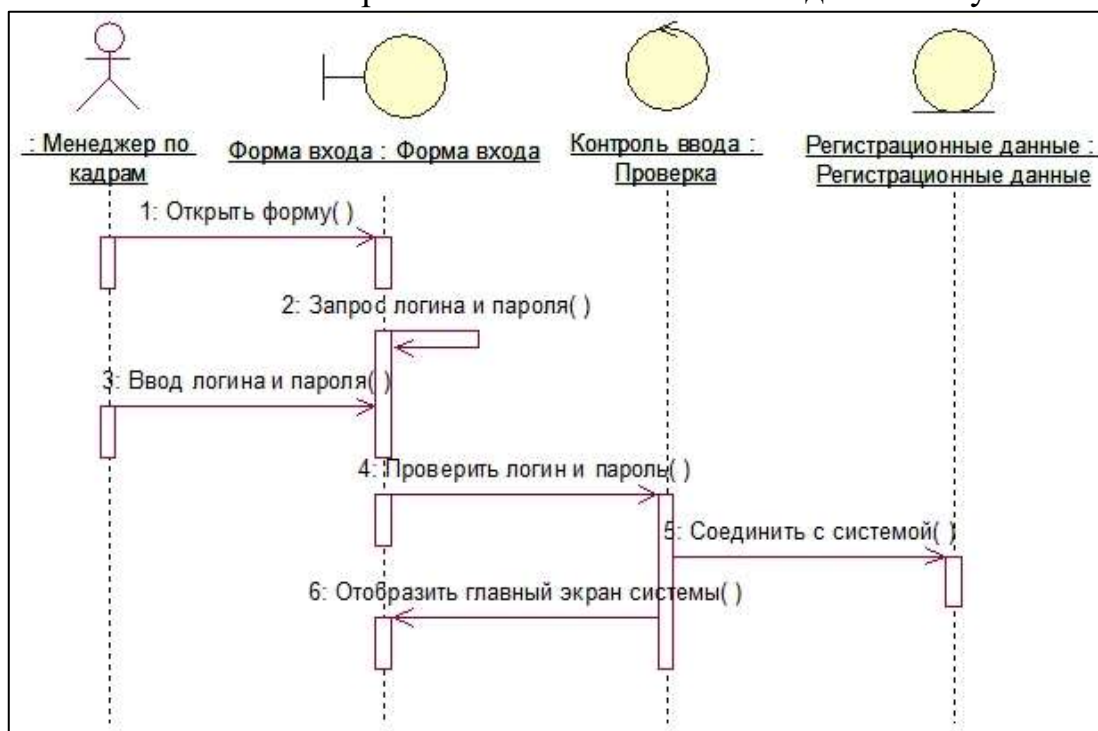 : Менеджер по
кадрам
Форма входа : Форма входа
Контроль ввода :
Проверка
Регистрационные данные :
Регистрационные данные
1: Открыть форму( )
2: Запрос логина и пароля( )
3: Ввод логина и пароля( )
4: Проверить логин и пароль( )
5: Соединить с системой( )
6: Отобразить главный экран системы( )